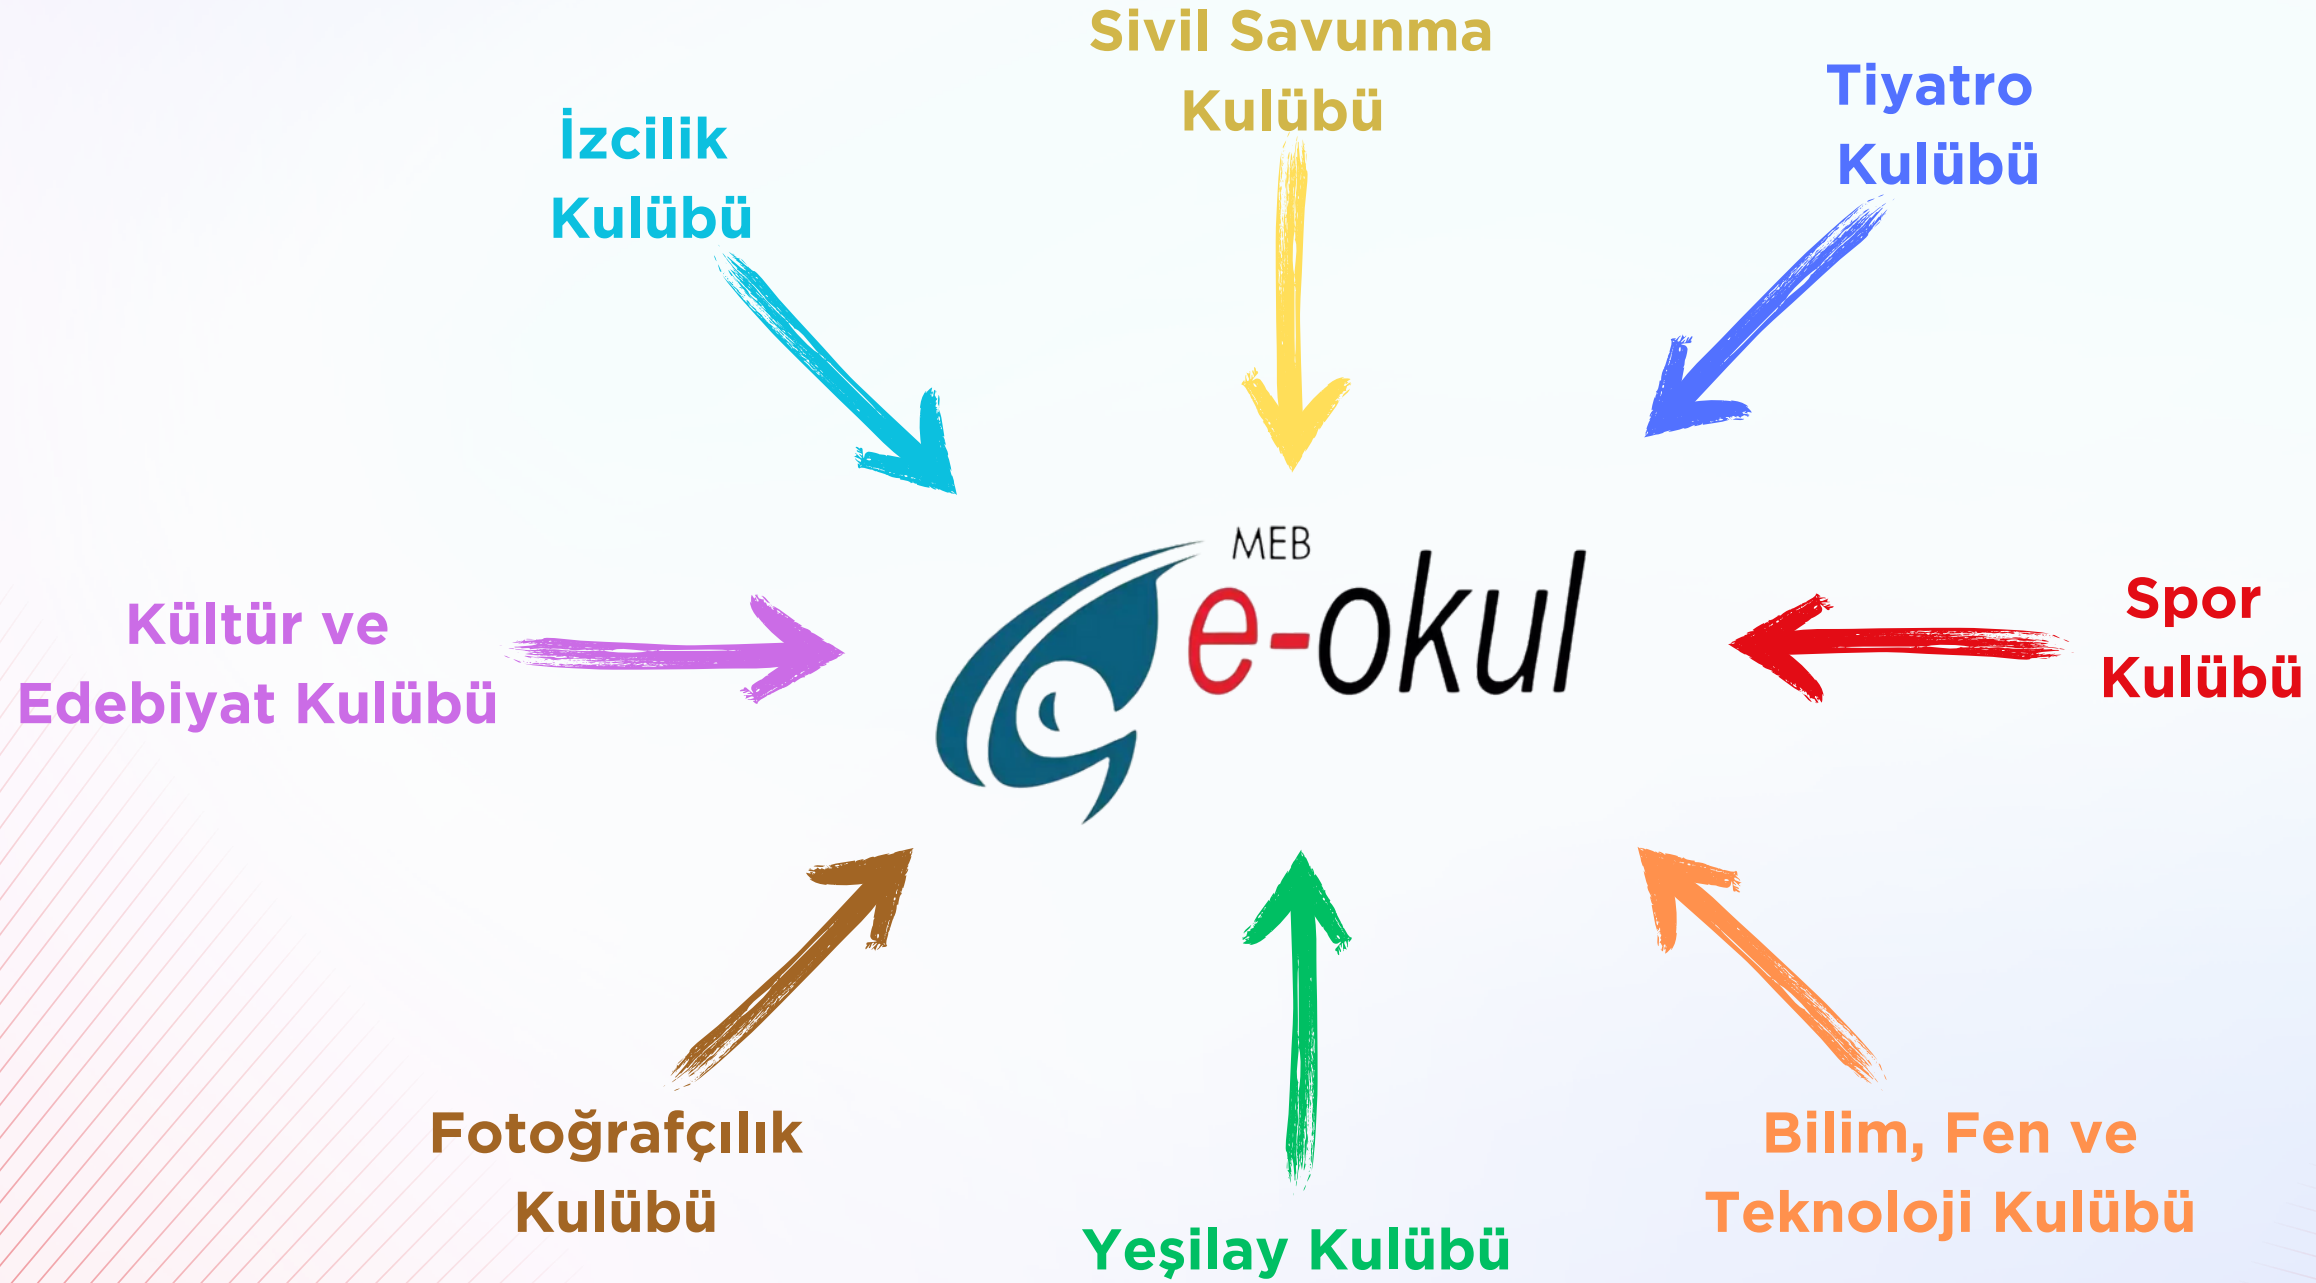 Sivil Savunma
Kulübü
Tiyatro
Kulübü
İzcilik
Kulübü
MEB
e-okul
Kültür ve
Edebiyat Kulübü
Spor
Kulübü
Fotoğrafçılık
Kulübü
Bilim, Fen ve
Teknoloji Kulübü
Yeşilay Kulübü